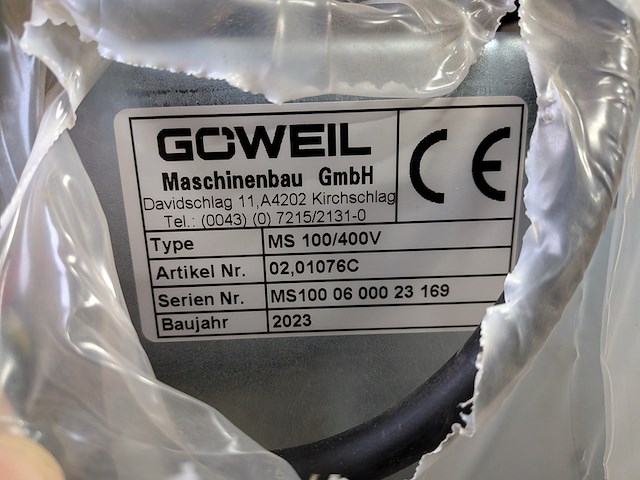 GÖWEIL
Maschinenbau GmbH
Davidschlag 11,A4202 Kirchschlag
Tel.: (0043) (0) 7215/2131-0
CE
Type MS 100/400V
Artikel Nr. 02,01076C
Serien Nr. MS100 06 000 23 169
Baujahr 2023